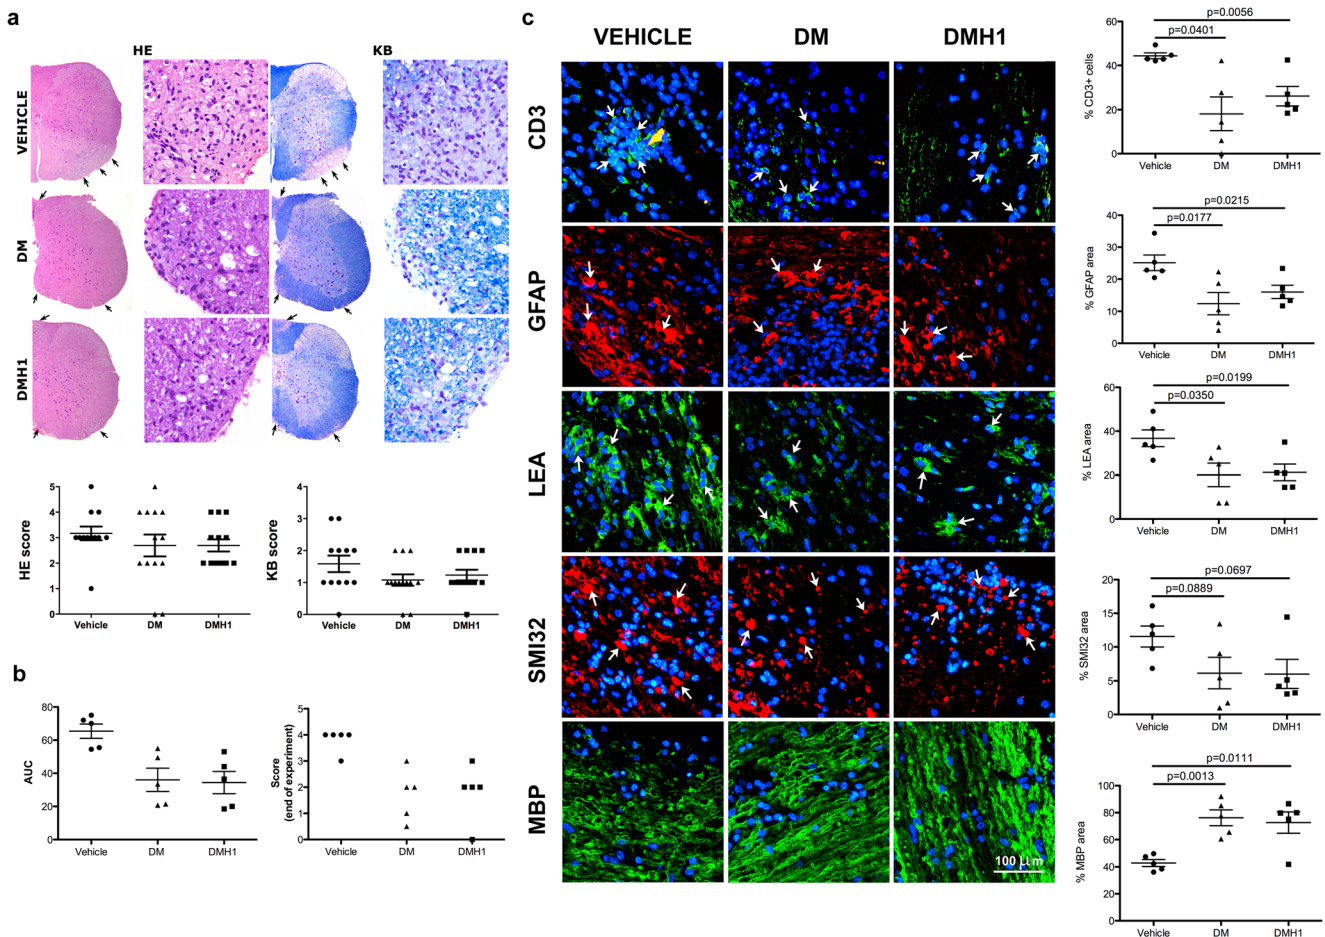 a
HE
KB
VEHICLE
DM
DMH1
HE score
5
4
3
2
1
0
Vehicle
DM
DMH1
KB score
4
3
2
1
0
Vehicle
DM
DMH1
b
AUC
80
60
40
20
0
Vehicle
DM
DMH1
Score
(end of experiment)
5
4
3
2
1
0
Vehicle
DM
DMH1
c
VEHICLE
DM
DMH1
CD3
GFAP
LEA
SMI32
MBP
100 μm
p=0.0056
p=0.0401
% CD3+ cells
60
40
20
0
Vehicle
DM
DMH1
p=0.0215
p=0.0177
% GFAP area
40
30
20
10
0
Vehicle
DM
DMH1
p=0.0199
p=0.0350
% LEA area
60
40
20
0
Vehicle
DM
DMH1
p=0.0697
p=0.0889
% SMI32 area
20
15
10
5
0
Vehicle
DM
DMH1
p=0.0111
p=0.0013
% MBP area
100
80
60
40
20
0
Vehicle
DM
DMH1